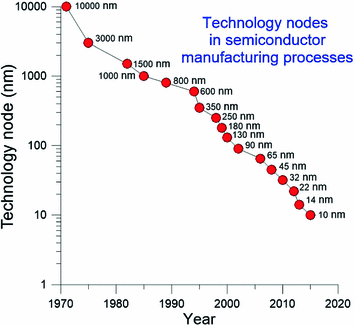 Technology nodes
in semiconductor
manufacturing processes
Technology node (nm)
10000
1000
100
10
1
10000 nm
3000 nm
1500 nm
1000 nm
800 nm
600 nm
350 nm
250 nm
180 nm
130 nm
90 nm
65 nm
45 nm
32 nm
22 nm
14 nm
10 nm
1970 1980 1990 2000 2010 2020
Year